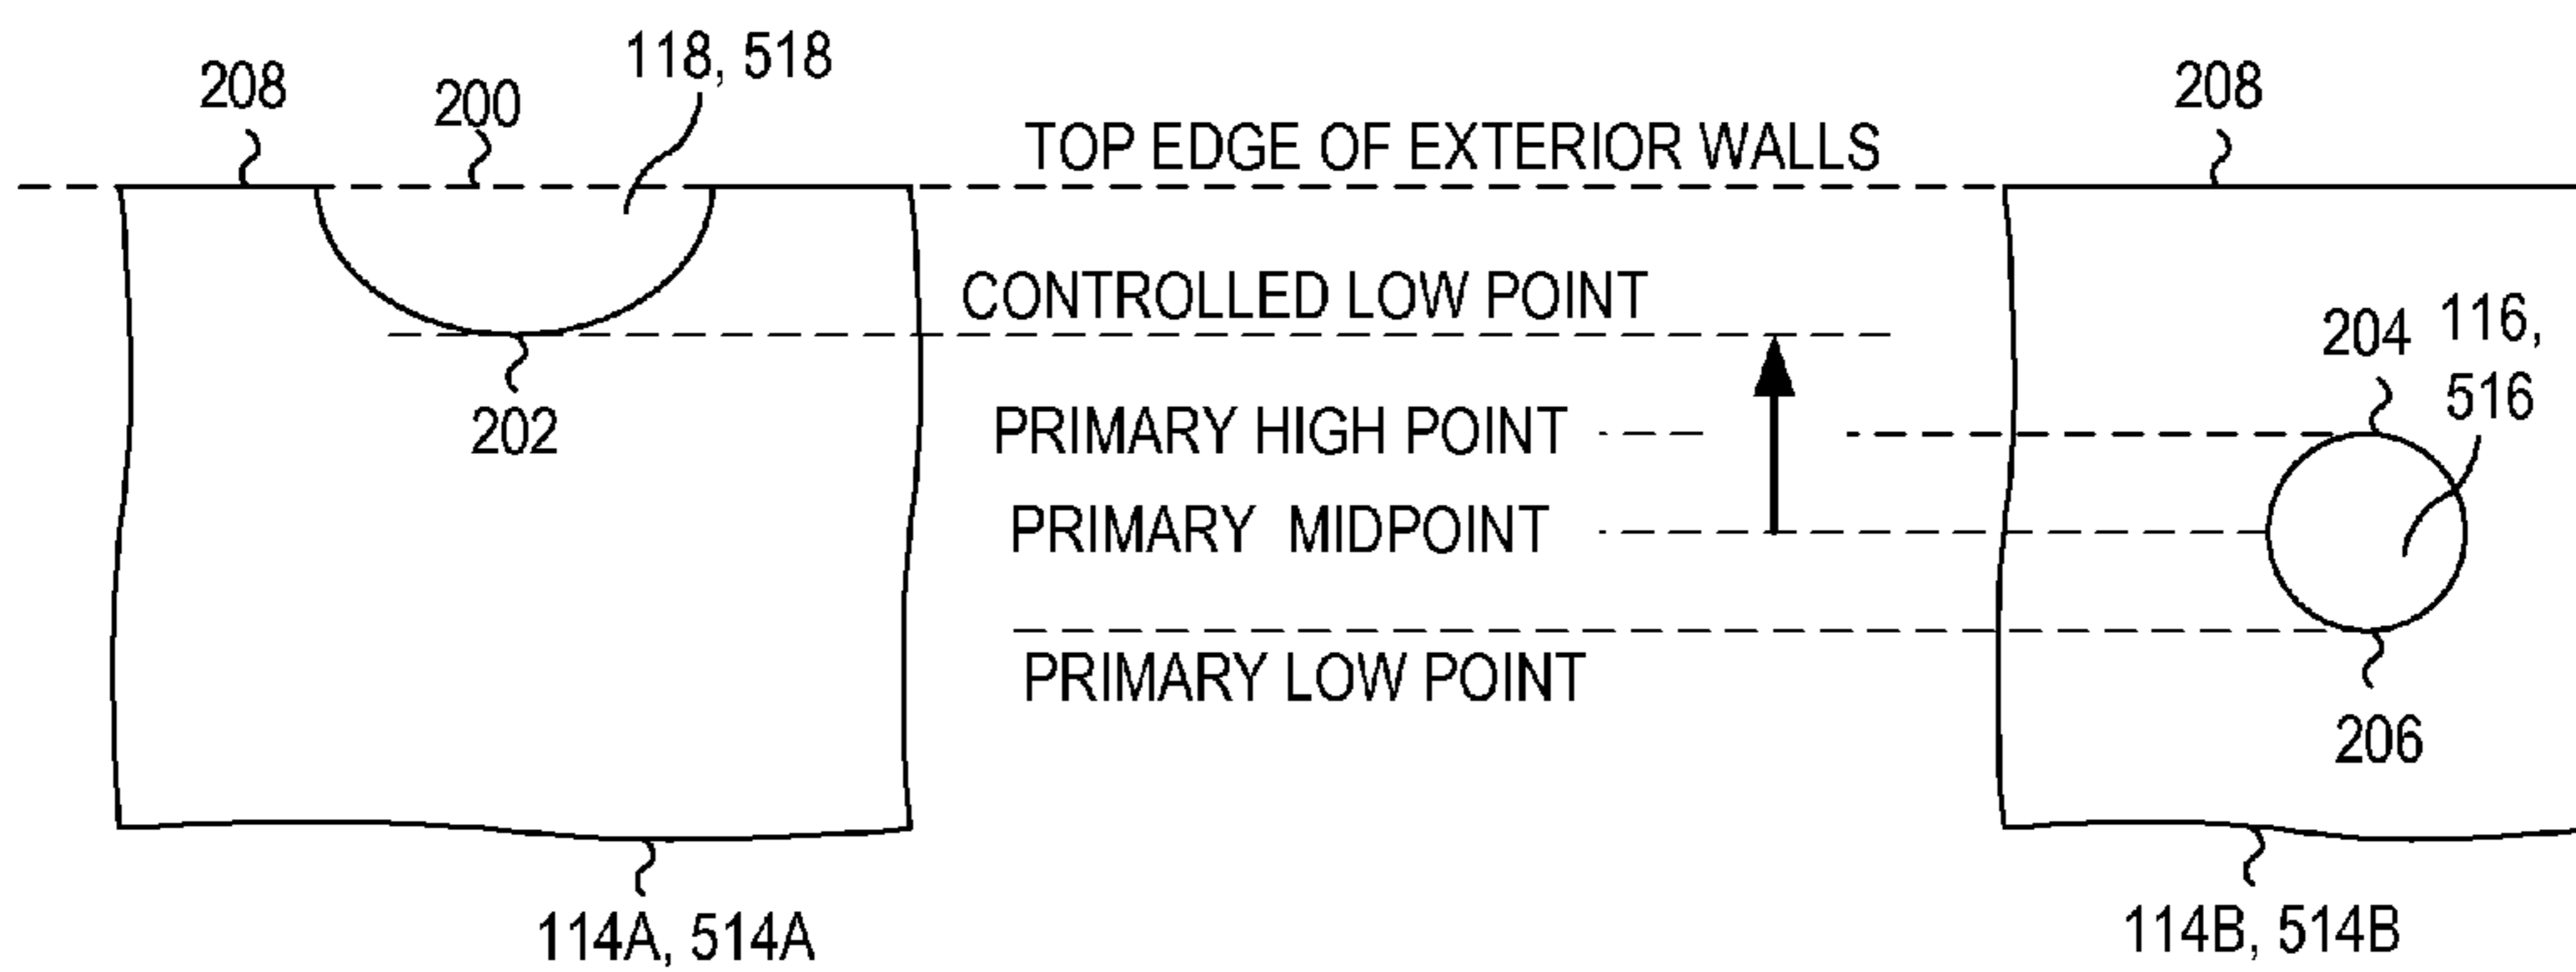 118, 518
208
200
208
TOP EDGE OF EXTERIOR WALLS
CONTROLLED LOW POINT
204
116,
516
202
PRIMARY HIGH POINT
PRIMARY MIDPOINT
PRIMARY LOW POINT
206
114A, 514A
114B, 514B